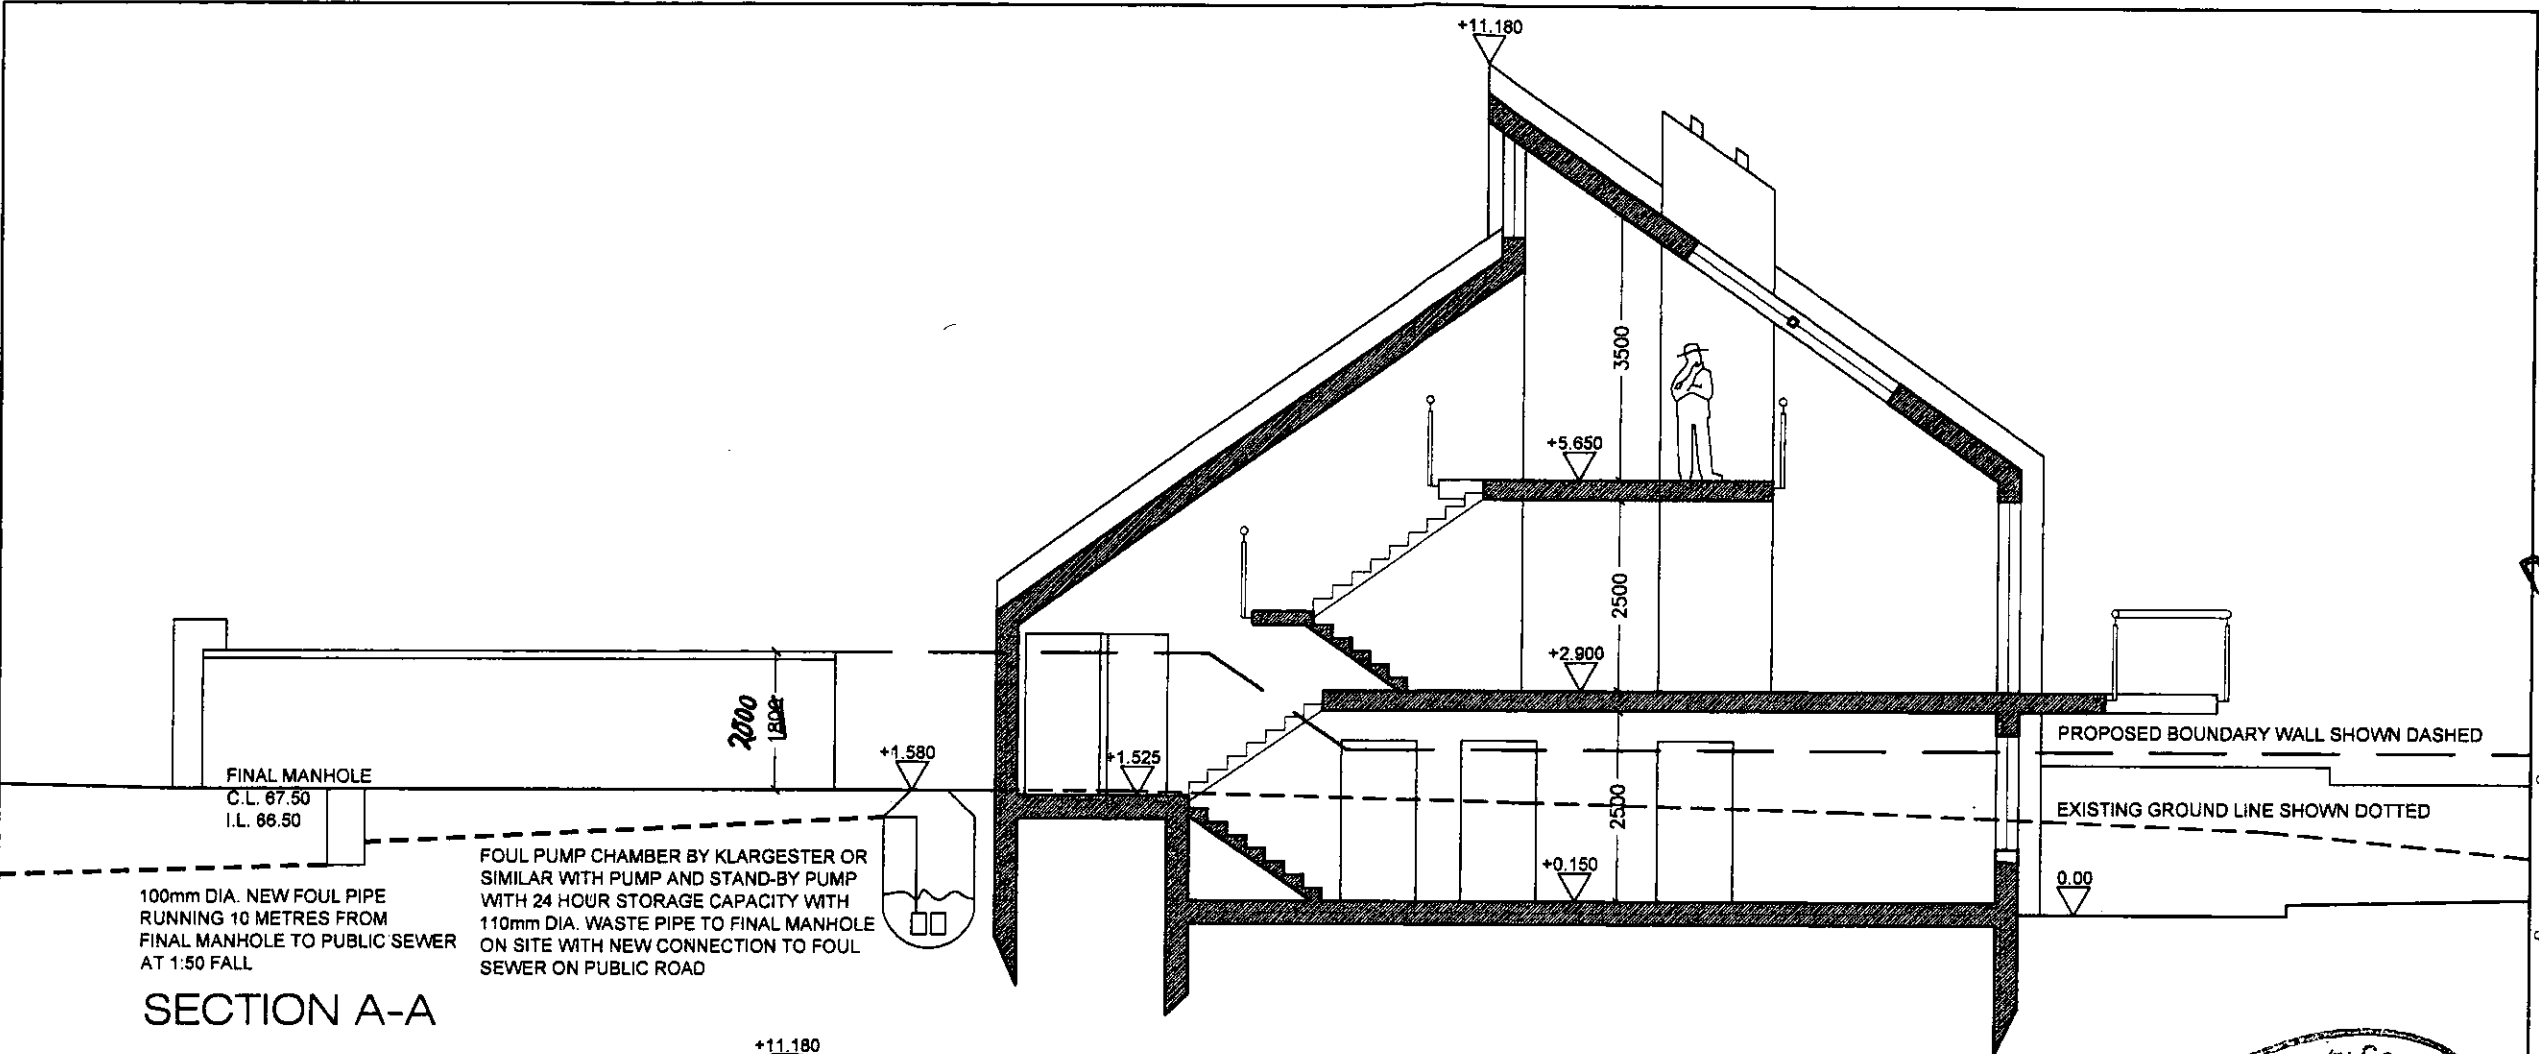 +11.180
3500
+5.650
2500
+2.900
2000
1800
+1.580
+1.525
PROPOSED BOUNDARY WALL SHOWN DASHED
FINAL MANHOLE
C.L. 67.50
I.L. 66.50
2500
EXISTING GROUND LINE SHOWN DOTTED
+0.150
0.00
100mm DIA. NEW FOUL PIPE
RUNNING 10 METRES FROM
FINAL MANHOLE TO PUBLIC SEWER
AT 1:50 FALL
FOUL PUMP CHAMBER BY KLARGESTER OR
SIMILAR WITH PUMP AND STAND-BY PUMP
WITH 24 HOUR STORAGE CAPACITY WITH
110mm DIA. WASTE PIPE TO FINAL MANHOLE
ON SITE WITH NEW CONNECTION TO FOUL
SEWER ON PUBLIC ROAD
SECTION A-A
+11.180